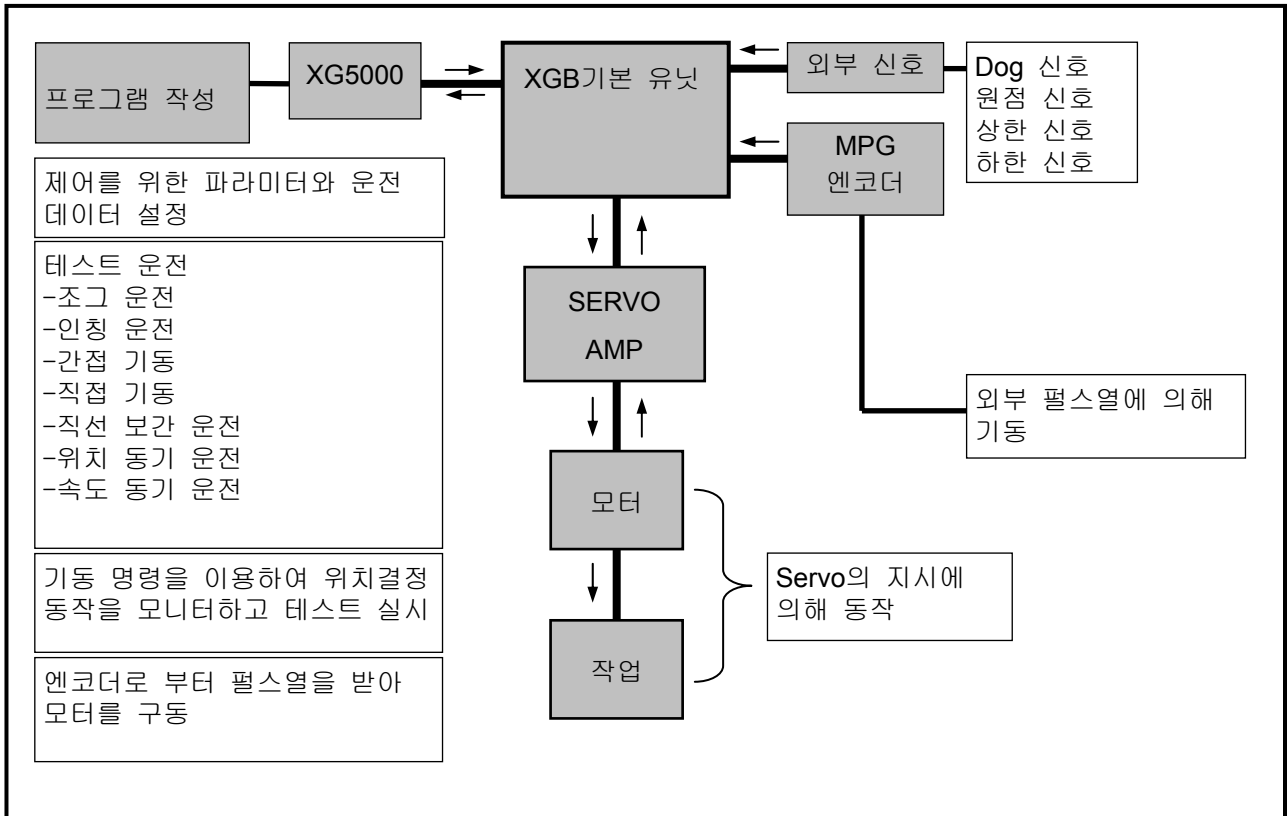 프로그램 작성
XG5000
XGB기본 유닛
외부 신호
Dog 신호
원점 신호
상한 신호
하한 신호
MPG
엔코더
제어를 위한 파라미터와 운전
데이터 설정
테스트 운전
-조그 운전
-인칭 운전
-간접 기동
-직접 기동
-직선 보간 운전
-위치 동기 운전
-속도 동기 운전
SERVO
AMP
외부 펄스열에 의해
기동
모터
기동 명령을 이용하여 위치결정
동작을 모니터하고 테스트 실시
Servo의 지시에
의해 동작
작업
엔코더로 부터 펄스열을 받아
모터를 구동